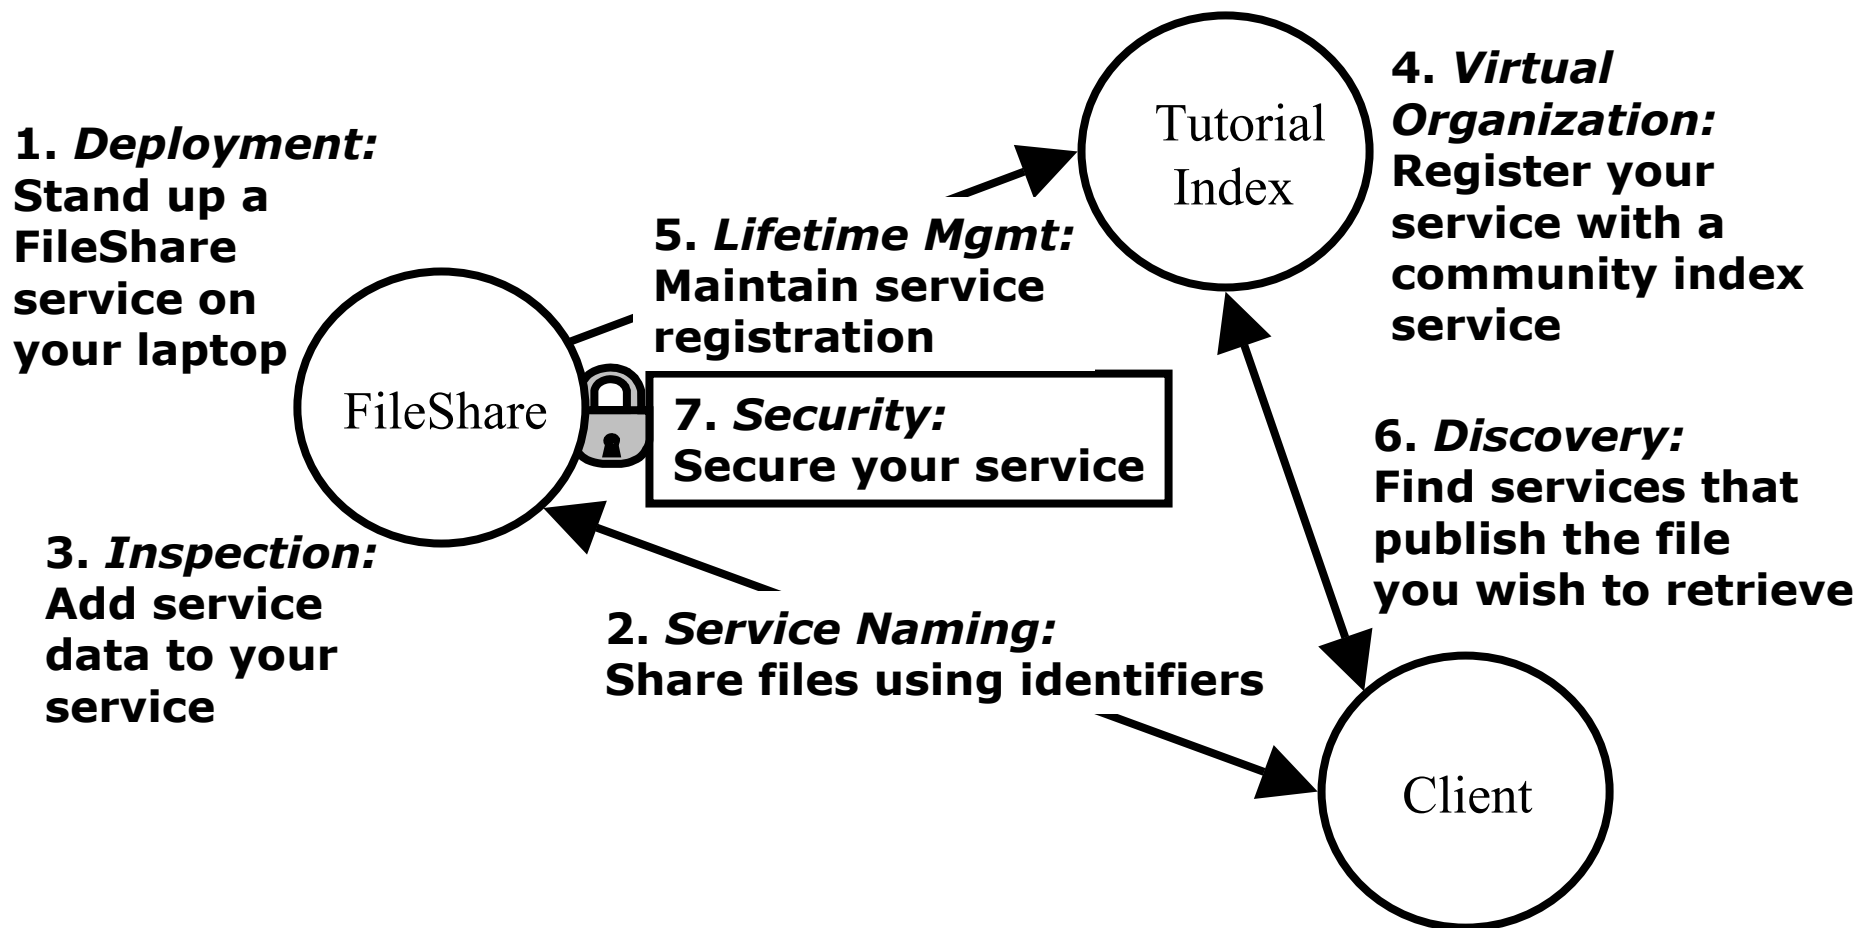 1. Deployment:
Stand up a
FileShare
service on
your laptop
FileShare
5. Lifetime Mgmt:
Maintain service
registration
Tutorial
Index
4. Virtual
Organization:
Register your
service with a
community index
service
7. Security:
Secure your service
6. Discovery:
Find services that
publish the file
you wish to retrieve
3. Inspection:
Add service
data to your
service
2. Service Naming:
Share files using identifiers
Client